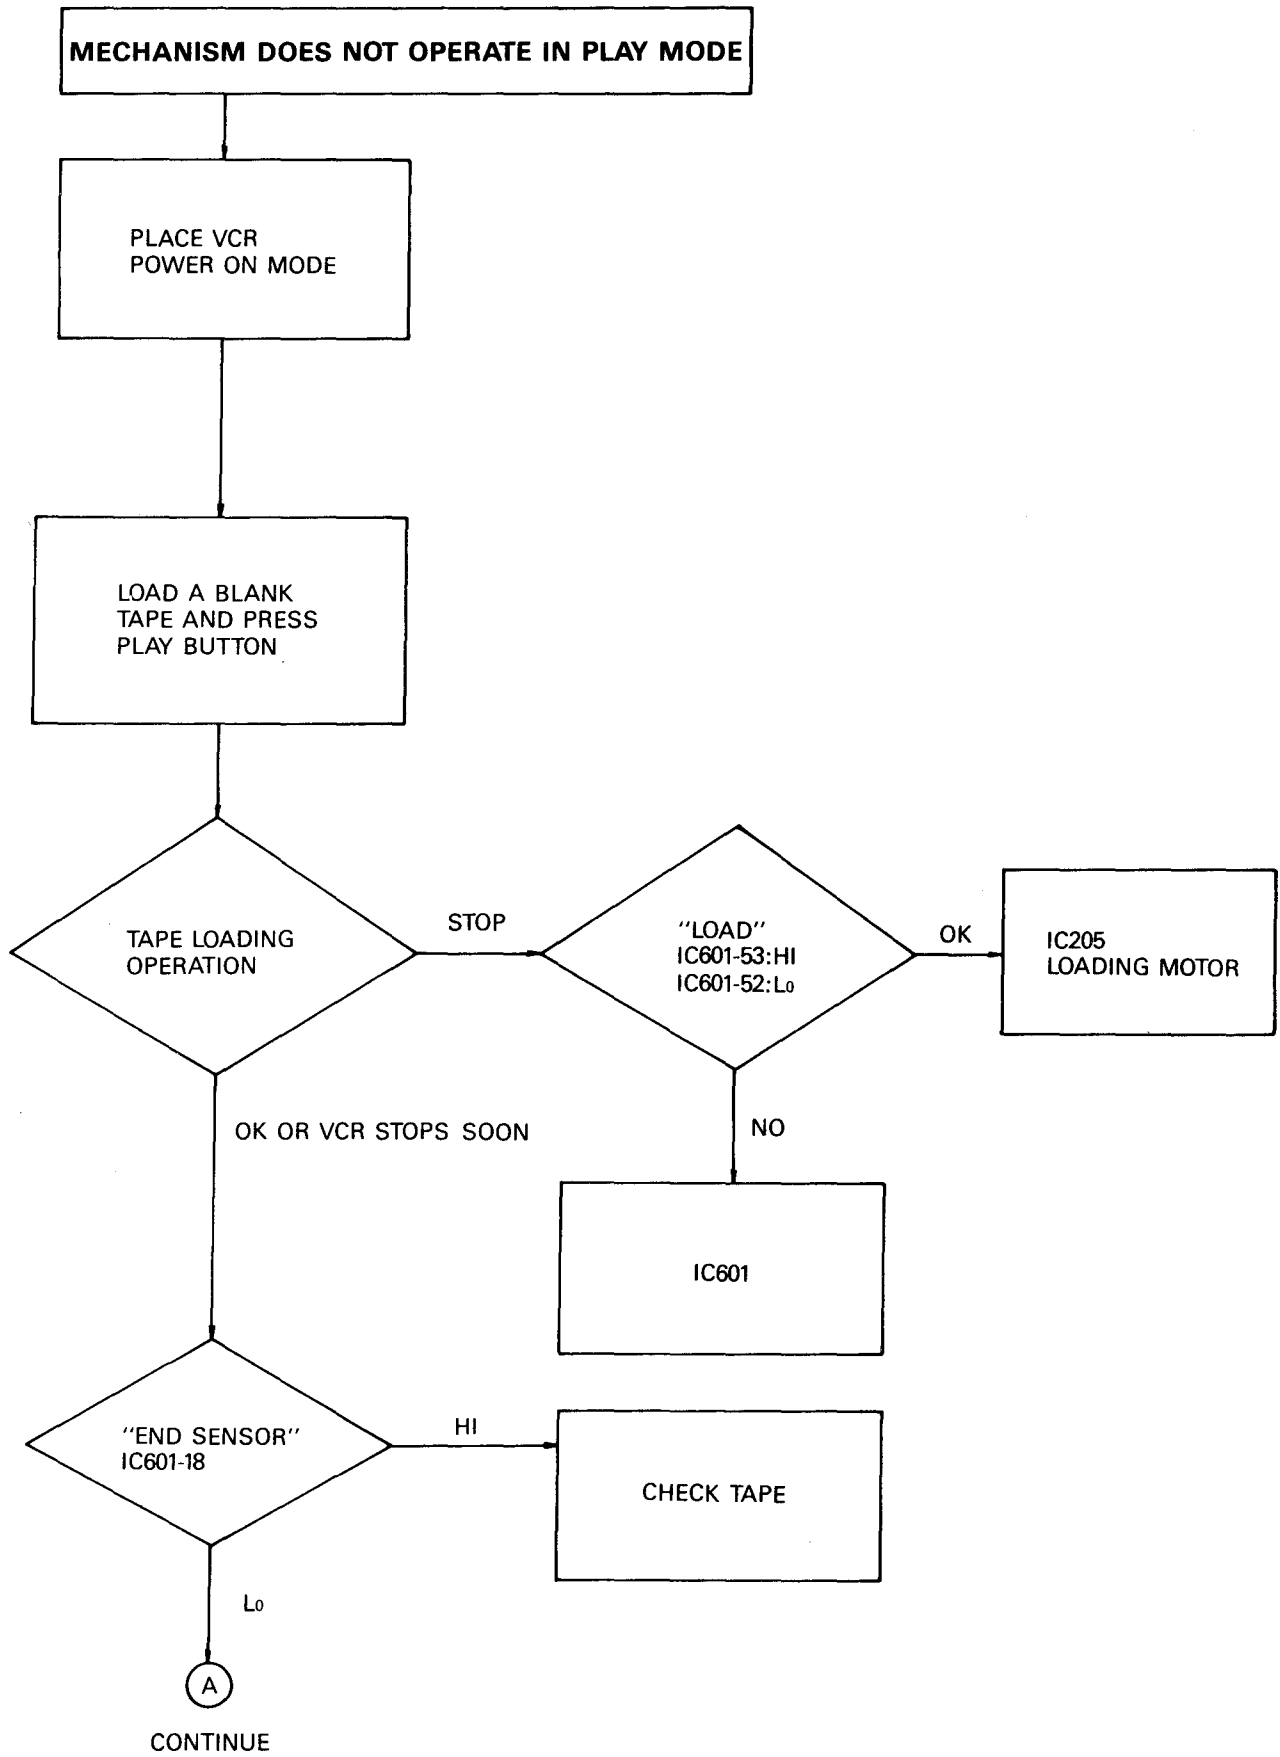 MECHANISM DOES NOT OPERATE IN PLAY MODE
PLACE VCR
POWER ON MODE
LOAD A BLANK
TAPE AND PRESS
PLAY BUTTON
TAPE LOADING
OPERATION
STOP
"LOAD"
IC601-53:HI
IC601-52:Lo
OK
IC205
LOADING MOTOR
OK OR VCR STOPS SOON
NO
IC601
"END SENSOR"
IC601-18
HI
CHECK TAPE
Lo
A
CONTINUE